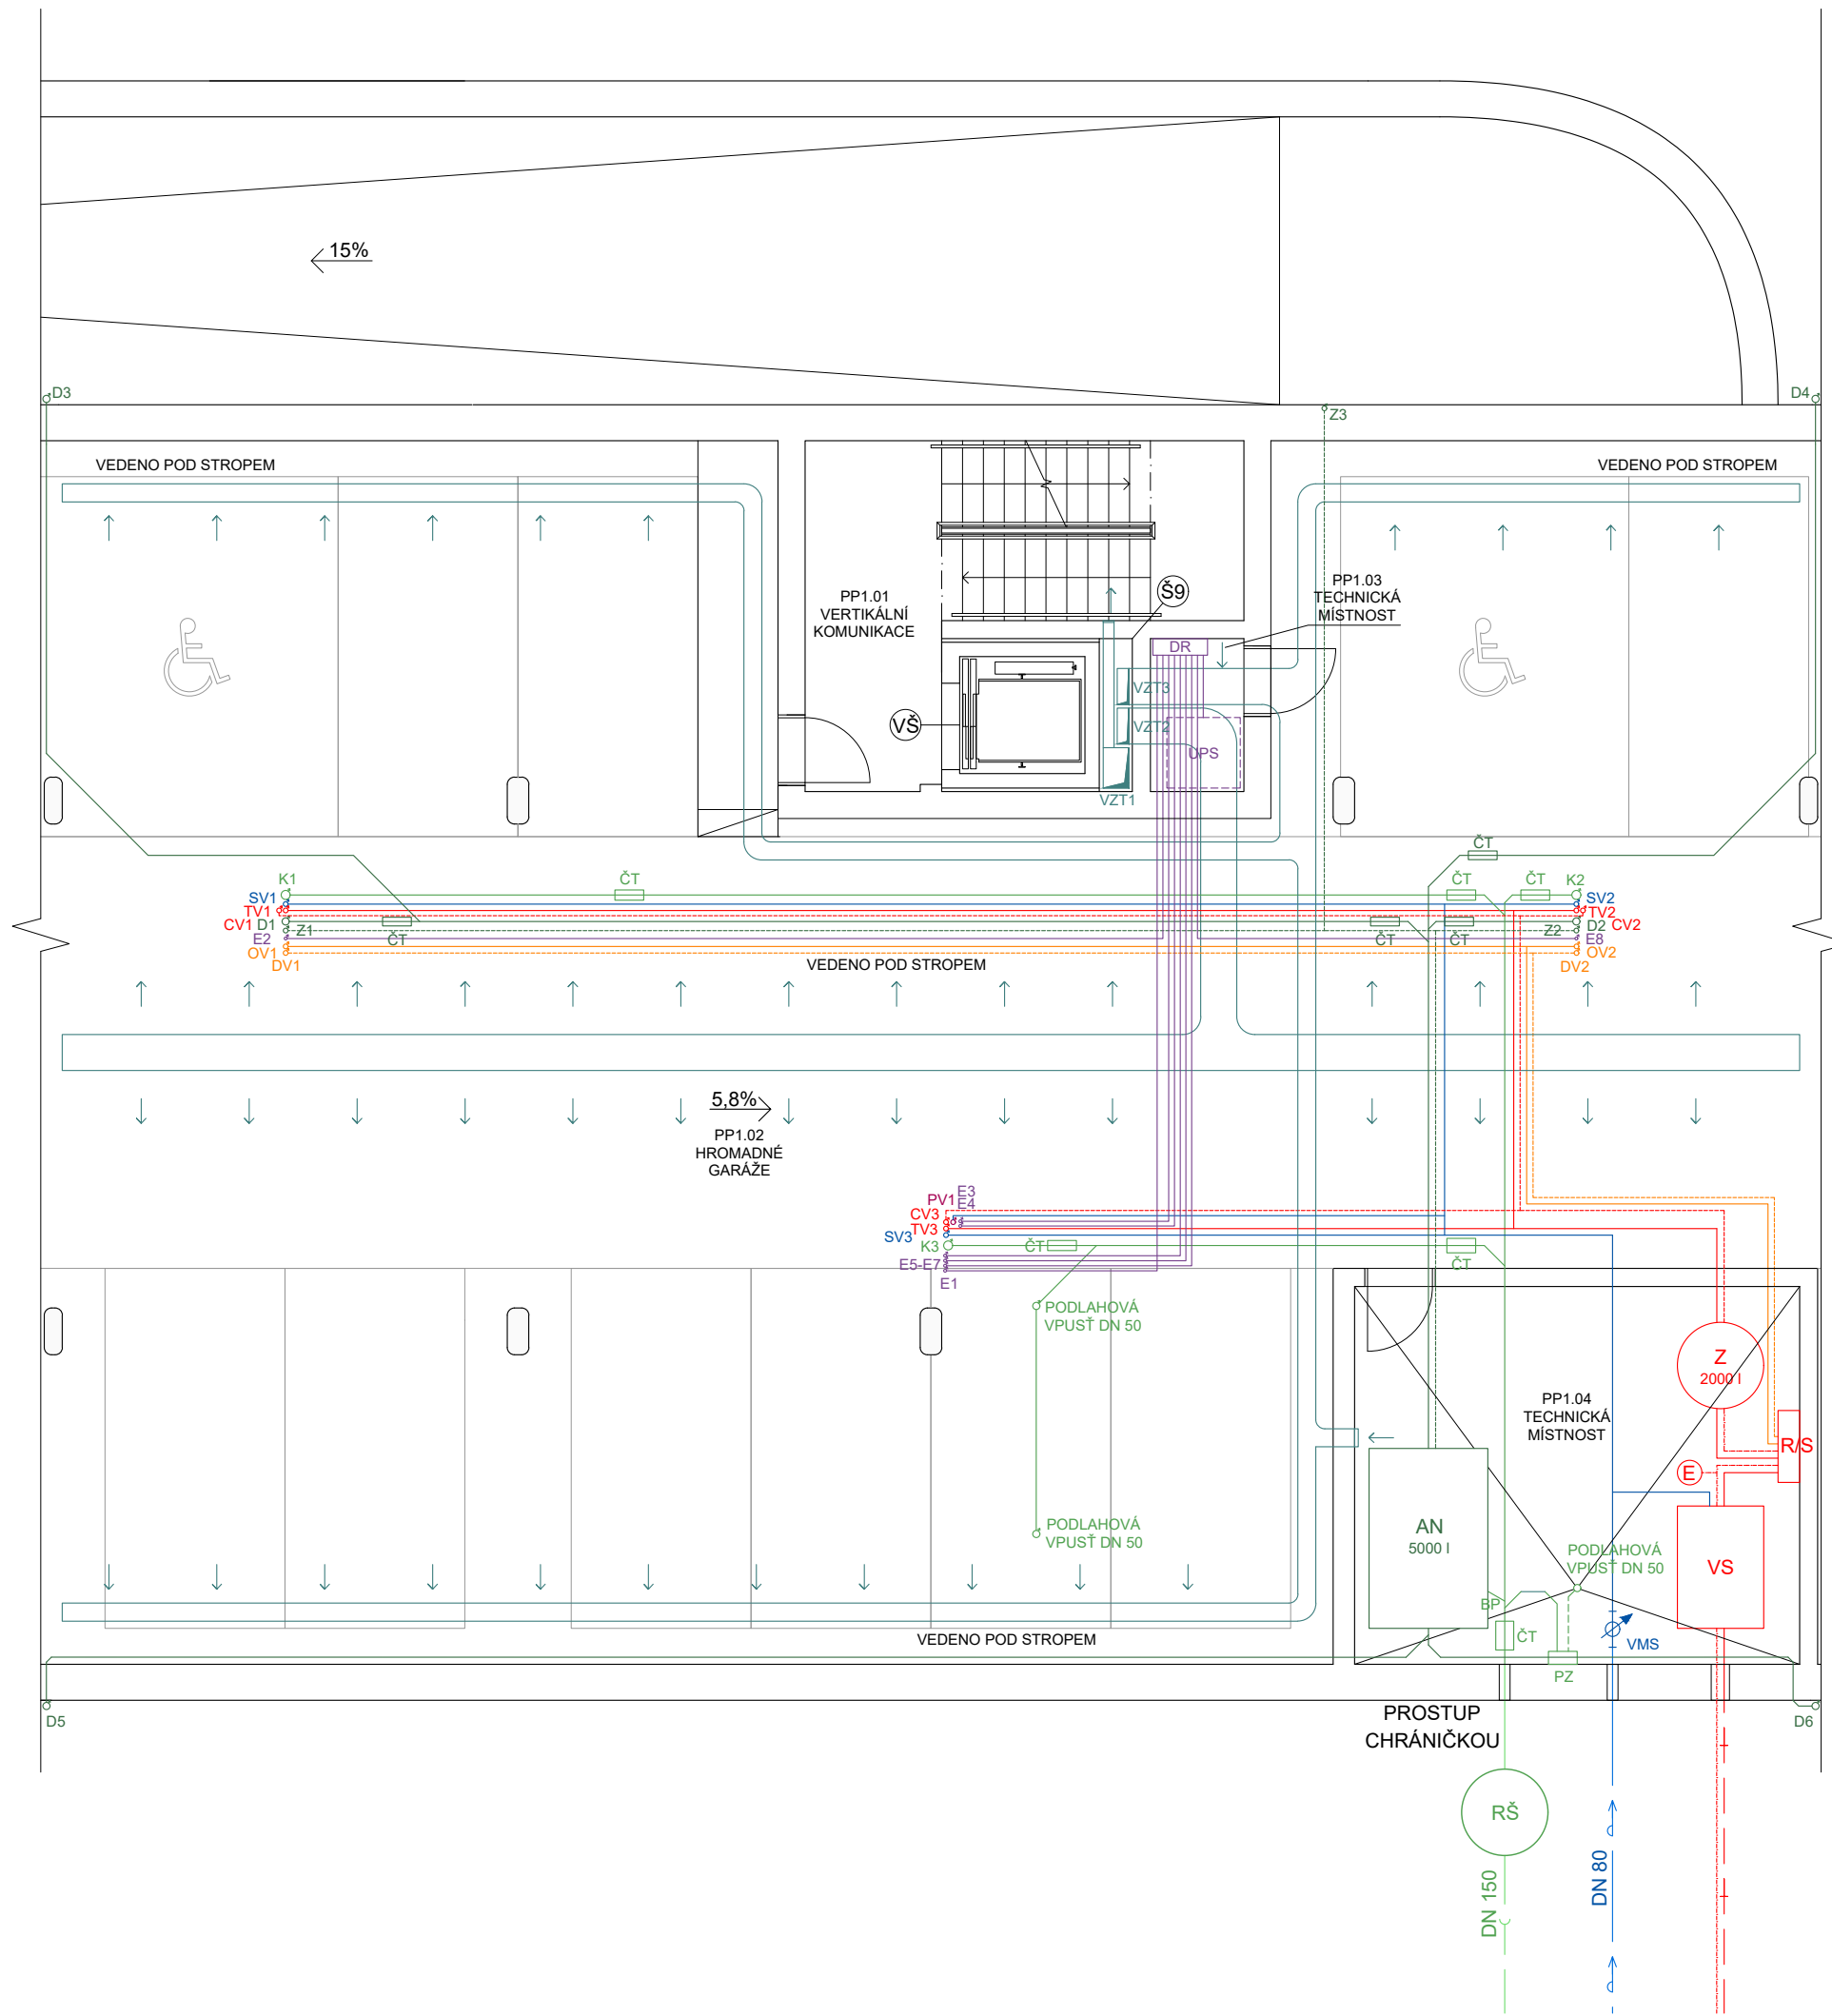 15%
D3
D4
Z3
VEDENO POD STROPEM
VEDENO POD STROPEM
PP1.01
VERTIKÁLNÍ
KOMUNIKACE
Š9
PP1.03
TECHNICKÁ
MÍSTNOST
DR
VZT3
VŠ
VZT2
UPS
VZT1
ČT
K1
ČT
ČT
ČT
K2
SV1
SV2
TV1
TV2
CV1
D1
Z1
Z2
D2
CV2
E2
ČT
ČT
ČT
E8
OV1
OV2
DV1
DV2
VEDENO POD STROPEM
5,8%
PP1.02
HROMADNÉ
GARÁŽE
E3
PV1
E4
CV3
TV3
SV3
K3
ČT
ČT
E5-E7
E1
PODLAHOVÁ
VPUSŤ DN 50
Z
2000 l
PP1.04
TECHNICKÁ
MÍSTNOST
R/S
E
PODLAHOVÁ
VPUSŤ DN 50
AN
5000 l
PODLAHOVÁ
VPUSŤ DN 50
VS
BP
ČT
VMS
VEDENO POD STROPEM
PZ
D5
PROSTUP
CHRÁNIČKOU
D6
RŠ
DN 150
DN 80